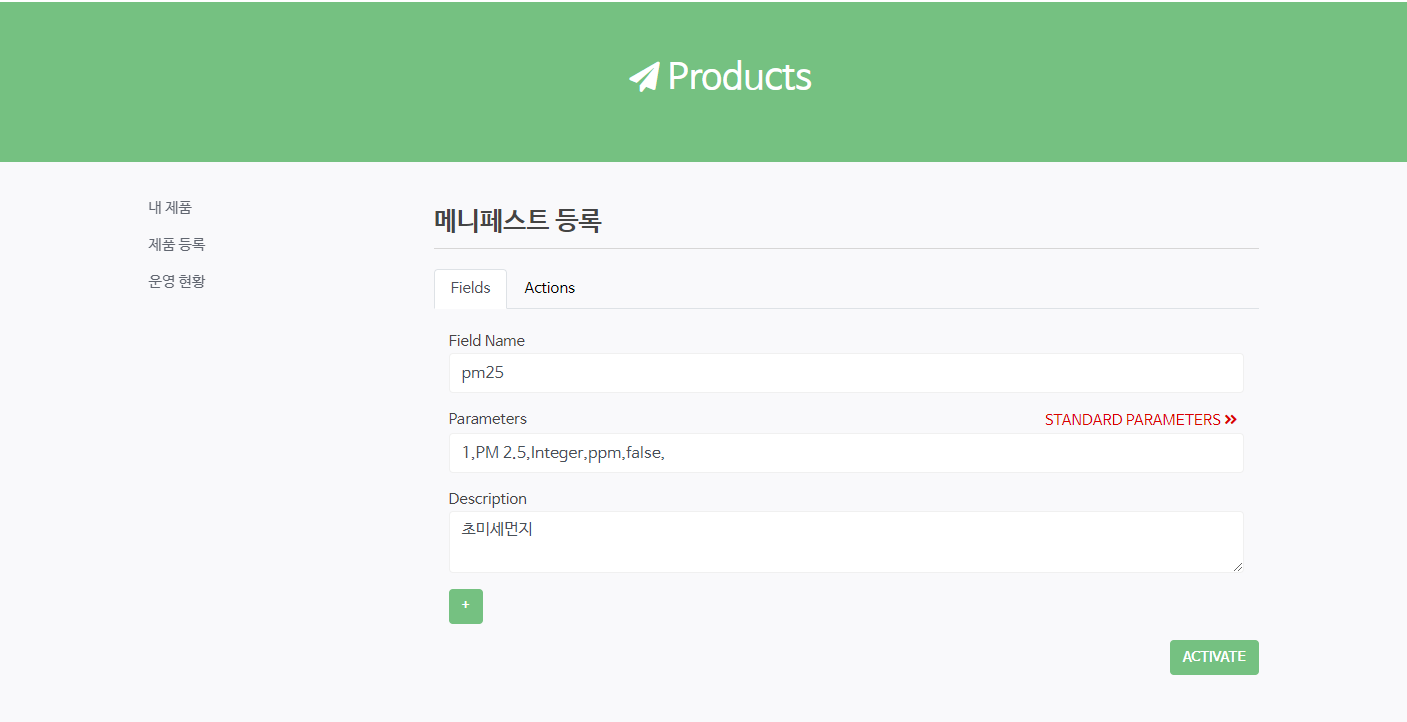 Products
내 제품
제품 등록
운영 현황
메니페스트 등록
Fields
Actions
Field Name
pm25
Parameters
STANDARD PARAMETERS »
1,PM 2.5,Integer,ppm,false,
Description
초미세먼지
+
ACTIVATE